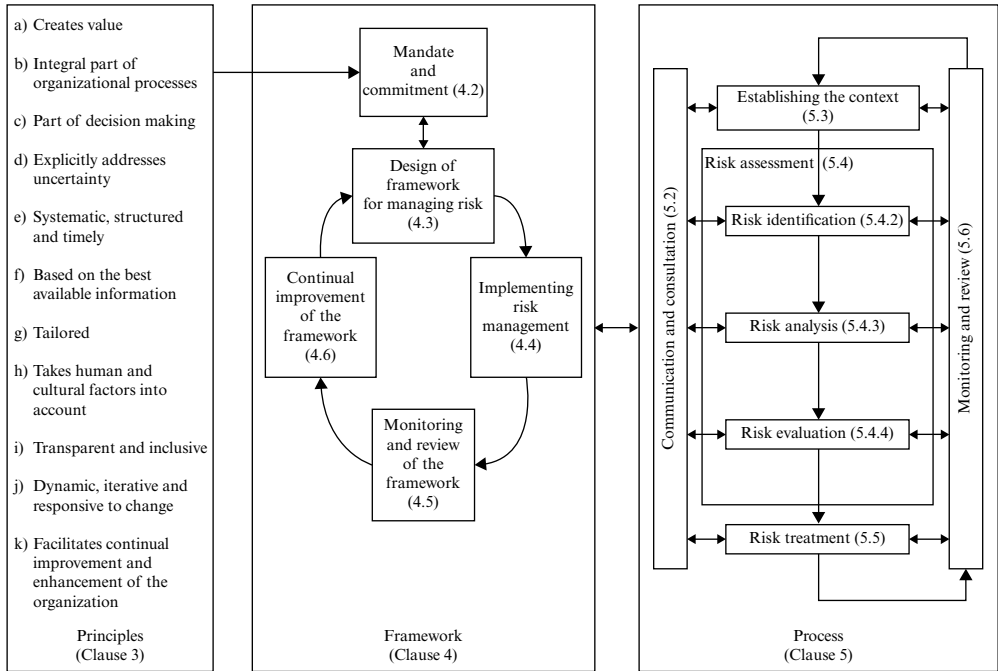 a) Creates value
b) Integral part of
organizational processes
c) Part of decision making
d) Explicitly addresses
uncertainty
e) Systematic, structured
and timely
f) Based on the best
available information
g) Tailored
h) Takes human and
cultural factors into
account
i) Transparent and inclusive
j) Dynamic, iterative and
responsive to change
k) Facilitates continual
improvement and
enhancement of the
organization
Principles
(Clause 3)
Mandate
and
commitment (4.2)
Design of
framework
for managing risk
(4.3)
Continual
improvement
of the
framework
(4.6)
Implementing
risk
management
(4.4)
Monitoring
and review
of the
framework
(4.5)
Framework
(Clause 4)
Communication and consultation (5.2)
Establishing the context
(5.3)
Risk assessment (5.4)
Risk identification (5.4.2)
Risk analysis (5.4.3)
Risk evaluation (5.4.4)
Risk treatment (5.5)
Monitoring and review (5.6)
Process
(Clause 5)